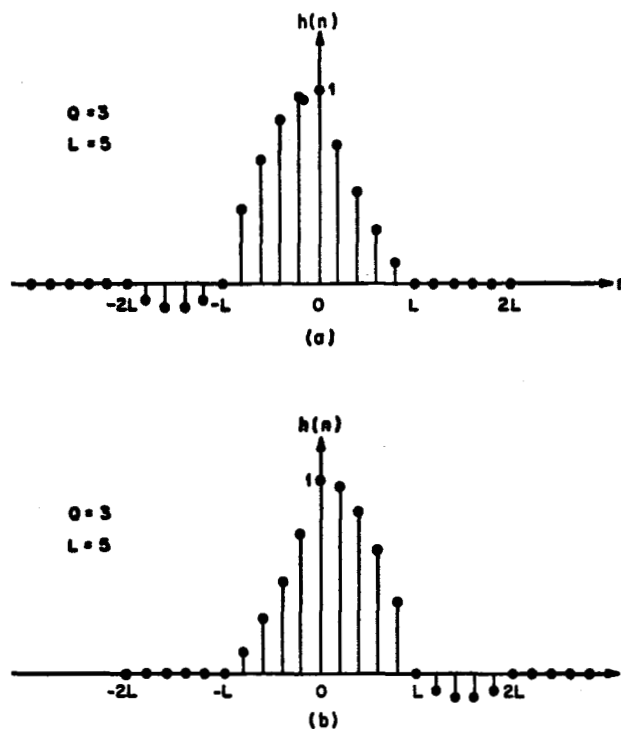 h(n)
1
Q = 3
L = 5
-2L -L 0 L 2L
(a)
h(n)
1
Q = 3
L = 5
-2L -L 0 L 2L
(b)